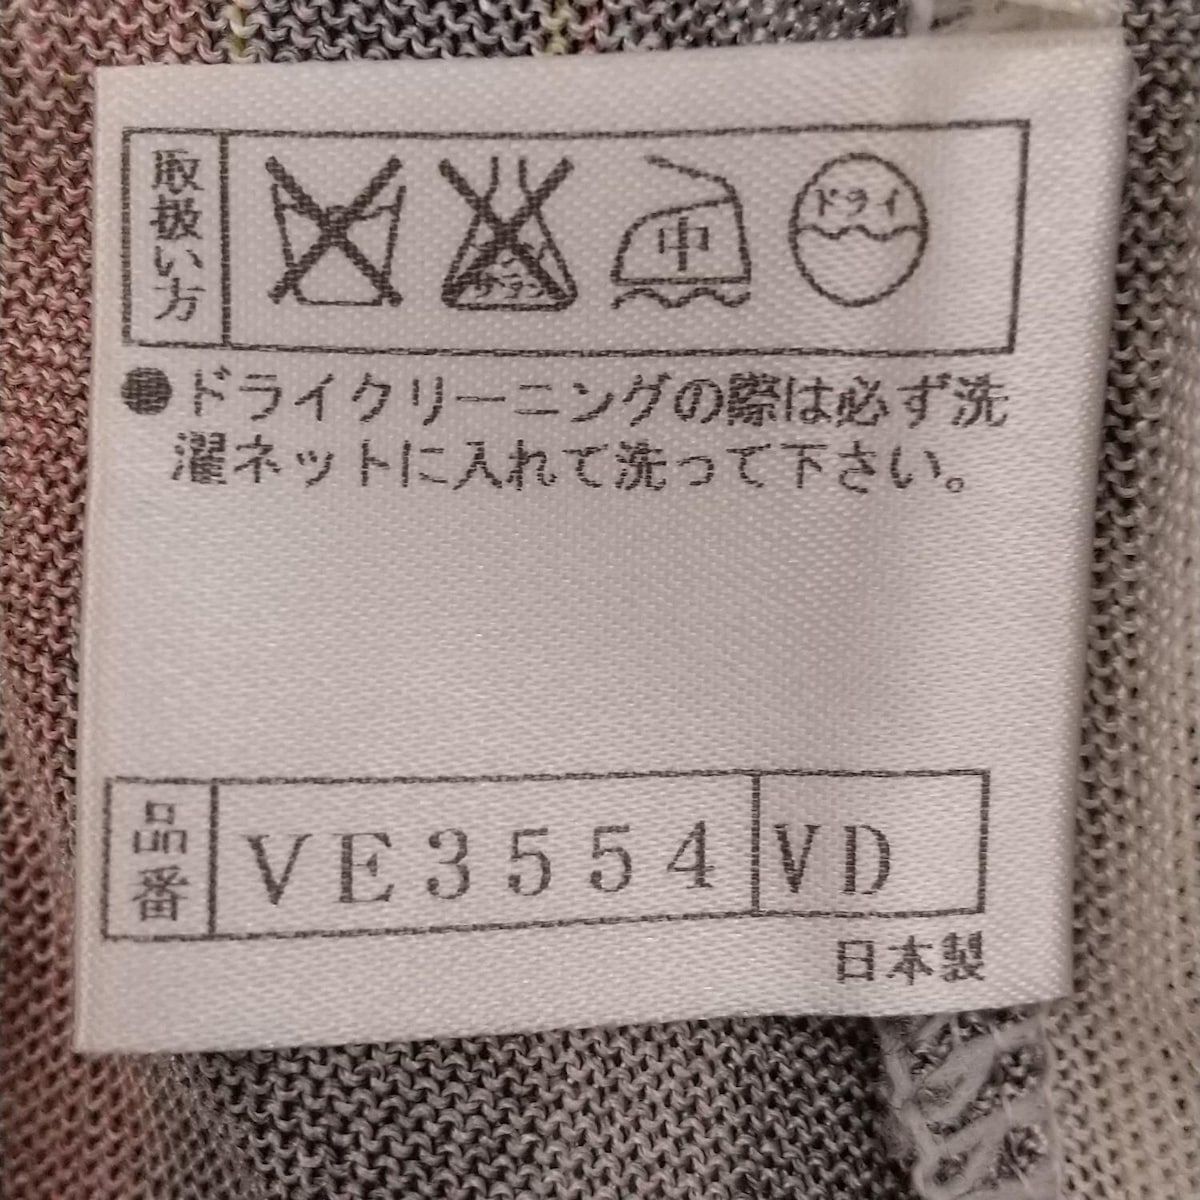 取扱い方
中
ドライ
●ドライクリーニングの際は必ず洗
濯ネットに入れて洗って下さい。
品番 VE3554 VD
日本製